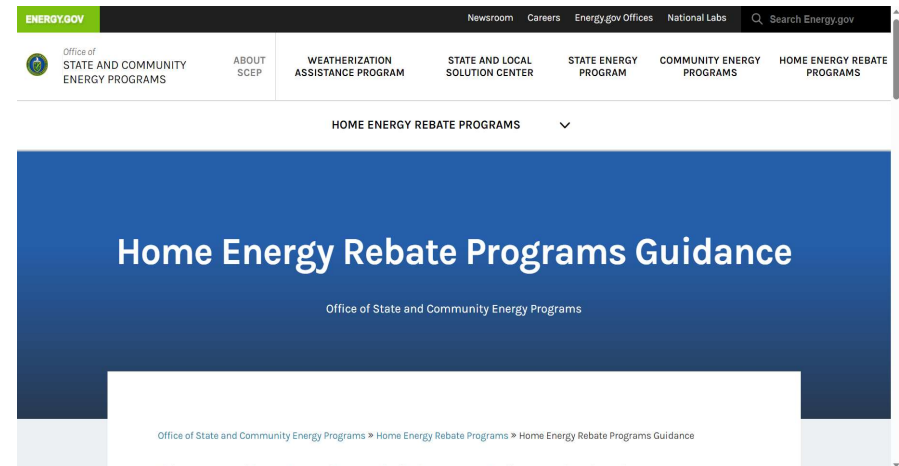 ENERGY.GOV
Newsroom Careers Energy.gov Offices National Labs Search Energy.gov
Office of
STATE AND COMMUNITY
ENERGY PROGRAMS
ABOUT
SCEP
WEATHERIZATION
ASSISTANCE PROGRAM
STATE AND LOCAL
SOLUTION CENTER
STATE ENERGY
PROGRAM
COMMUNITY ENERGY
PROGRAMS
HOME ENERGY REBATE
PROGRAMS
HOME ENERGY REBATE PROGRAMS
Home Energy Rebate Programs Guidance
Office of State and Community Energy Programs
Office of State and Community Energy Programs » Home Energy Rebate Programs » Home Energy Rebate Programs Guidance